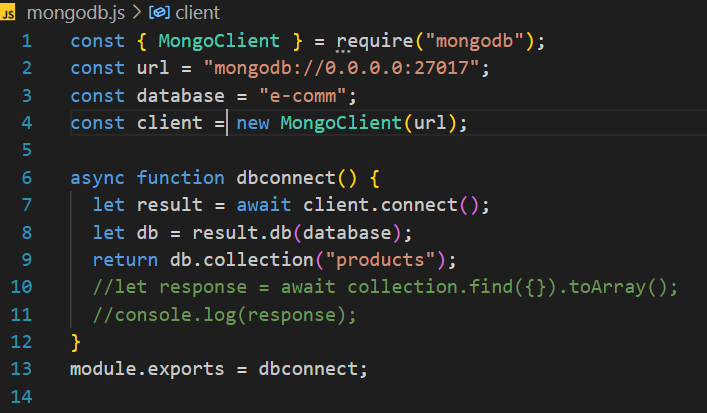 JS mongodb.js > client
1 const { MongoClient } = require("mongodb");
2 const url = "mongodb://0.0.0.0:27017";
3 const database = "e-comm";
4 const client = new MongoClient(url);
5
6 async function dbconnect() {
7   let result = await client.connect();
8   let db = result.db(database);
9   return db.collection("products");
10   //let response = await collection.find({}).toArray();
11   //console.log(response);
12 }
13 module.exports = dbconnect;
14